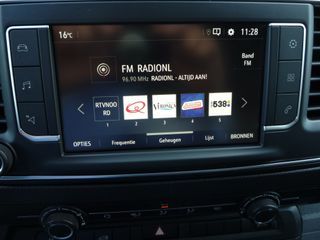 16°C
11:28
FM RADIONL
96.90 MHz RADIONL - ALTIJD AAN!
Band
FM
RTVNOO
RD
VERONICA
538
1 2 3 4 5
OPTIES Frequentie Geheugen Lijst BRONNEN